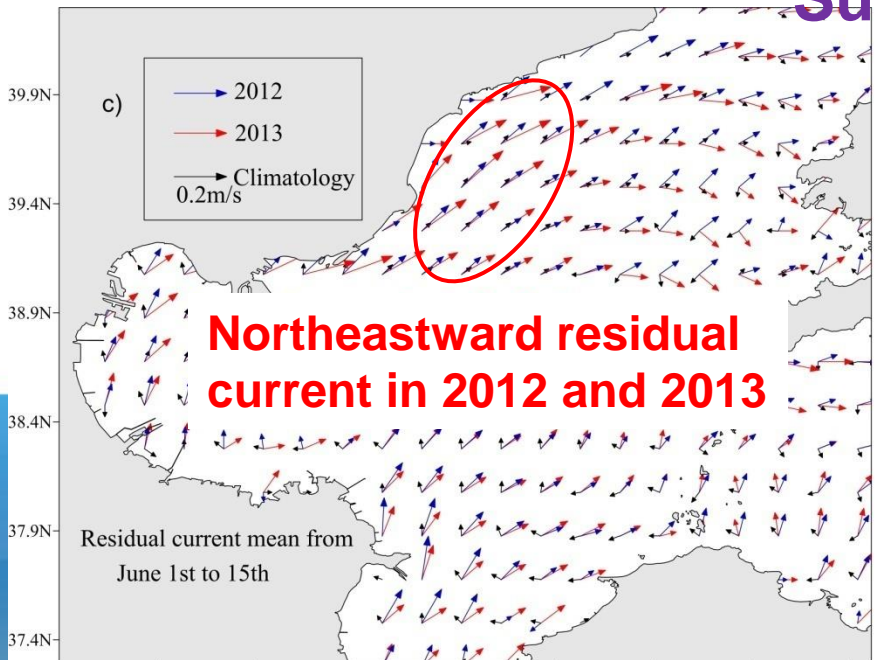 Su
c)
2012
2013
Climatology
0.2m/s
39.9N
39.4N
38.9N
38.4N
37.9N
37.4N
Northeastward residual
current in 2012 and 2013
Residual current mean from
June 1st to 15th